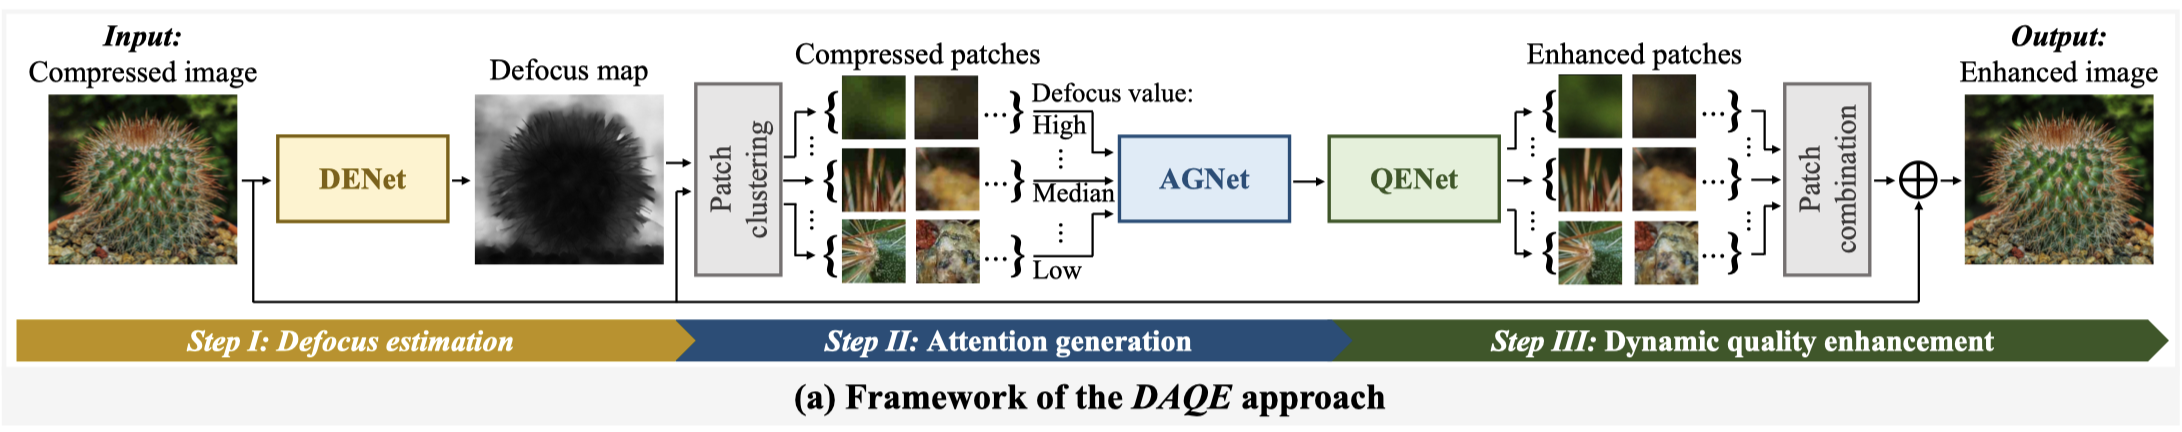 Input:
Compressed image
DENet
Defocus map
Patch
clustering
Compressed patches
Defocus value:
High
Median
Low
AGNet
QENet
Enhanced patches
Patch
combination
Output:
Enhanced image
Step I: Defocus estimation
Step II: Attention generation
Step III: Dynamic quality enhancement
(a) Framework of the DAQE approach